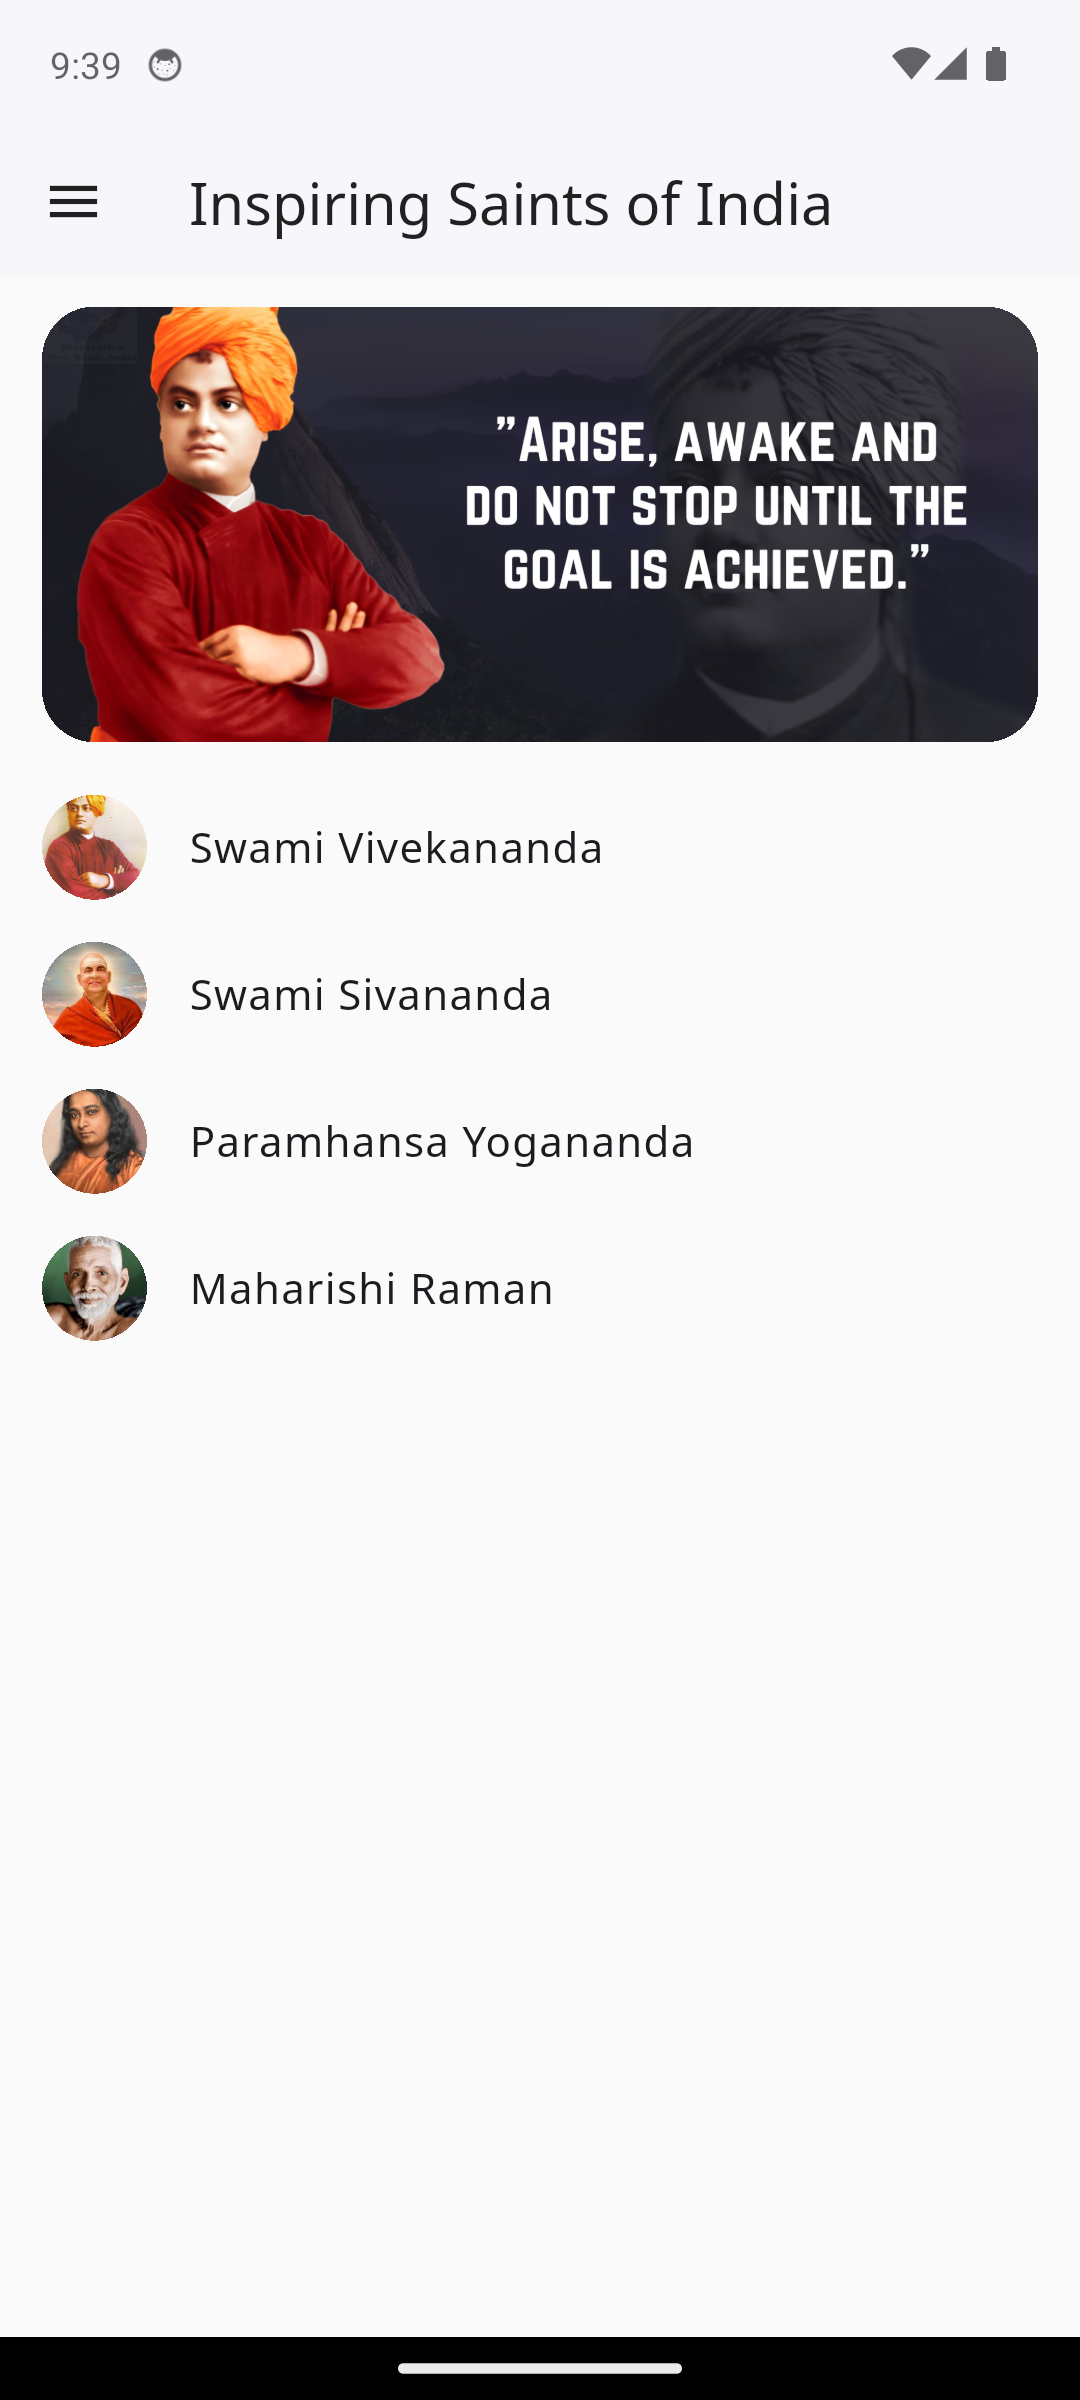 9:39
Inspiring Saints of India
"Arise, awake and
do not stop until the
goal is achieved."
Swami Vivekananda
Swami Sivananda
Paramhansa Yogananda
Maharishi Raman